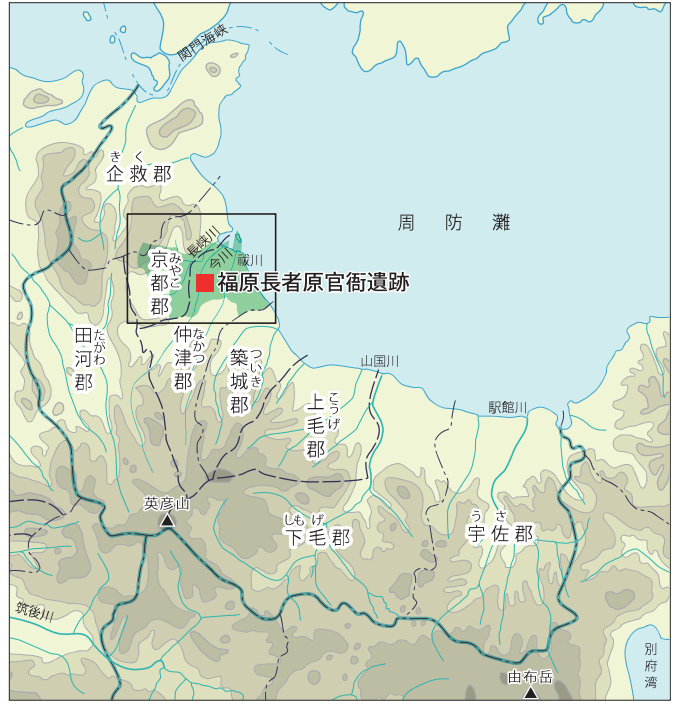 関門海峡
きく
企救郡
周防灘
長峡川
今川
祓川
みやこ
京都郡
福原長者原官衙遺跡
たがわ
田河郡
なかつ
仲津郡
ついき
築城郡
山国川
こうげ
上毛郡
駅館川
英彦山
しもげ
下毛郡
うさ
宇佐郡
筑後川
別府湾
由布岳